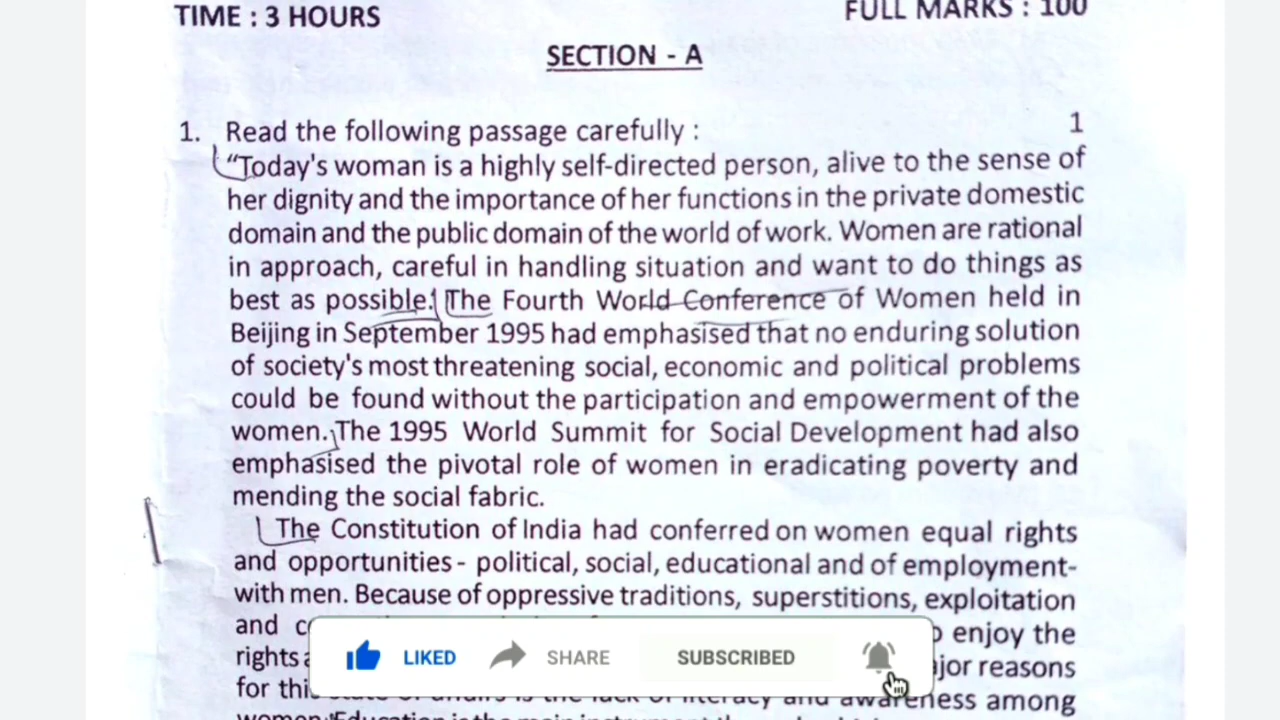 TIME : 3 HOURS
FULL MARKS : 100
SECTION - A
1. Read the following passage carefully : 1
“Today's woman is a highly self-directed person, alive to the sense of
her dignity and the importance of her functions in the private domestic
domain and the public domain of the world of work. Women are rational
in approach, careful in handling situation and want to do things as
best as possible. The Fourth World Conference of Women held in
Beijing in September 1995 had emphasised that no enduring solution
of society's most threatening social, economic and political problems
could be found without the participation and empowerment of the
women. The 1995 World Summit for Social Development had also
emphasised the pivotal role of women in eradicating poverty and
mending the social fabric.
The Constitution of India had conferred on women equal rights
and opportunities - political, social, educational and of employment-
with men. Because of oppressive traditions, superstitions, exploitation
and enjoy the
rights reasons
for awareness among
LIKED SHARE SUBSCRIBED